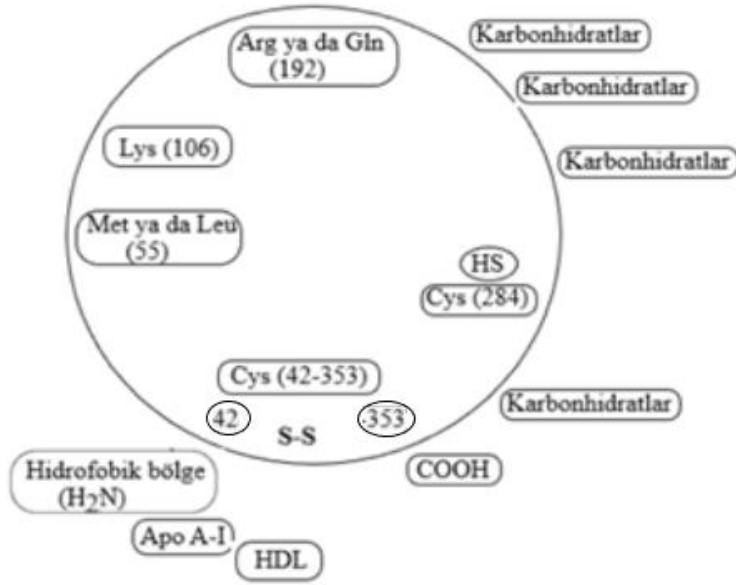 Arg ya da Gln
(192)
Karbonhidratlar
Karbonhidratlar
Lys (106)
Karbonhidratlar
Met ya da Leu
(55)
HS
Cys (284)
Cys (42-353)
Karbonhidratlar
42
S-S
-353
Hidrofobik bölge
(H2N)
COOH
Apo A-I
HDL